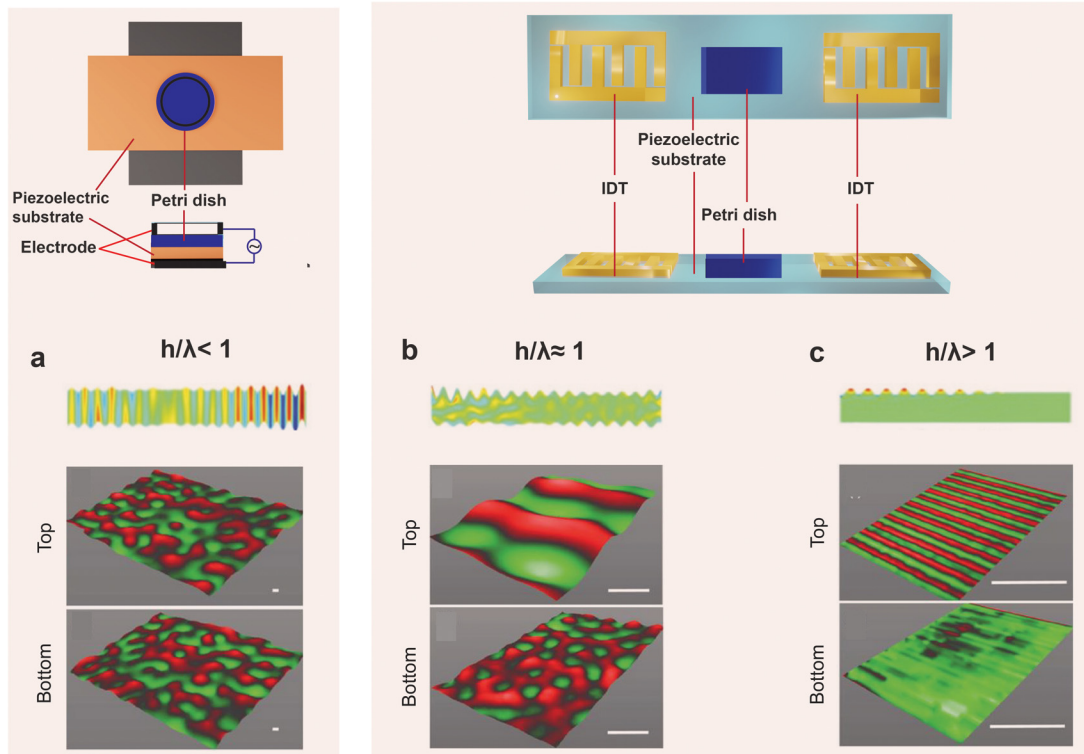 Piezoelectric
substrate
Petri dish
Electrode
Piezoelectric
substrate
IDT
Petri dish
IDT
a
h/λ< 1
b
h/λ≈ 1
c
h/λ> 1
Top
Bottom
Top
Bottom
Top
Bottom